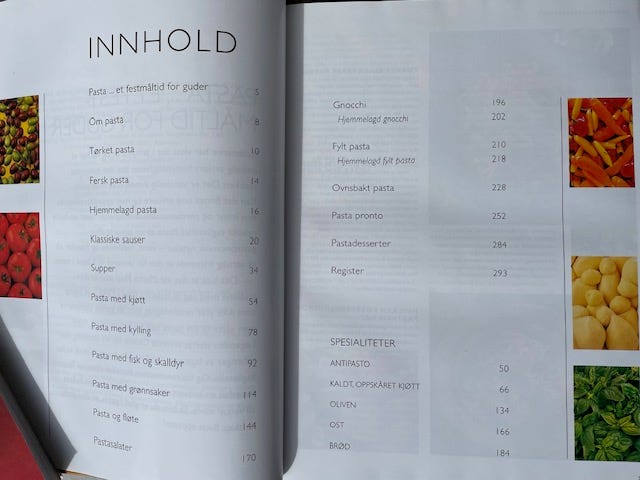 INNHOLD
Pasta ... et festmåltid for guder 5
Om pasta 8
Tørket pasta 10
Fersk pasta 14
Hjemmelagd pasta 16
Klassiske sauser 20
Supper 34
Pasta med kjøtt 54
Pasta med kylling 78
Pasta med fisk og skalldyr 92
Pasta med grønnsaker 114
Pasta og fløte 144
Pastasalater 170
Gnocchi 196
Hjemmelagd gnocchi 202
Fylt pasta 210
Hjemmelagd fylt pasta 218
Ovnsbakt pasta 228
Pasta pronto 252
Pastadesserter 284
Register 293
SPESIALITETER
ANTIPASTO 50
KALDT, OPPSKÅRET KJØTT 66
OLIVEN 134
OST 166
BRØD 184